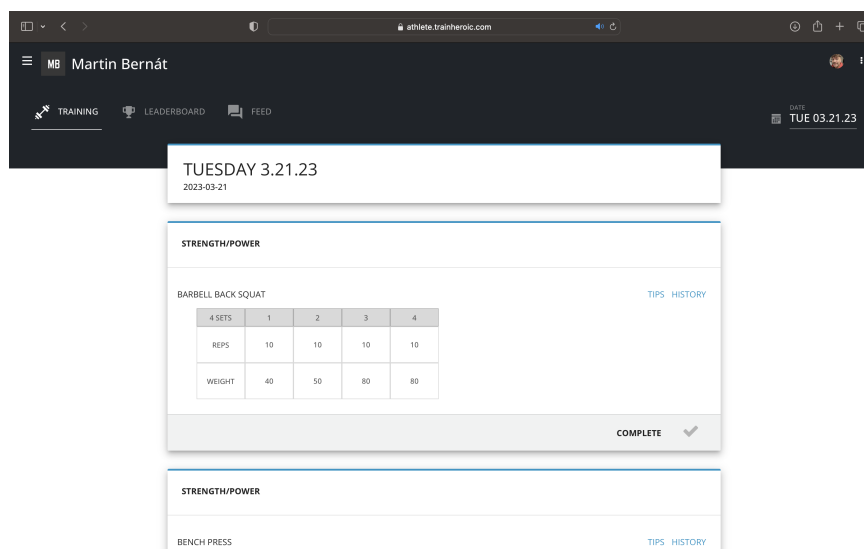 athlete.trainheroic.com
MB Martin Bernát
TRAINING LEADERBOARD FEED
DATE
TUE 03.21.23
TUESDAY 3.21.23
2023-03-21
STRENGTH/POWER
BARBELL BACK SQUAT TIPS HISTORY
4 SETS 1 2 3 4
REPS 10 10 10 10
WEIGHT 40 50 80 80
COMPLETE
STRENGTH/POWER
BENCH PRESS TIPS HISTORY